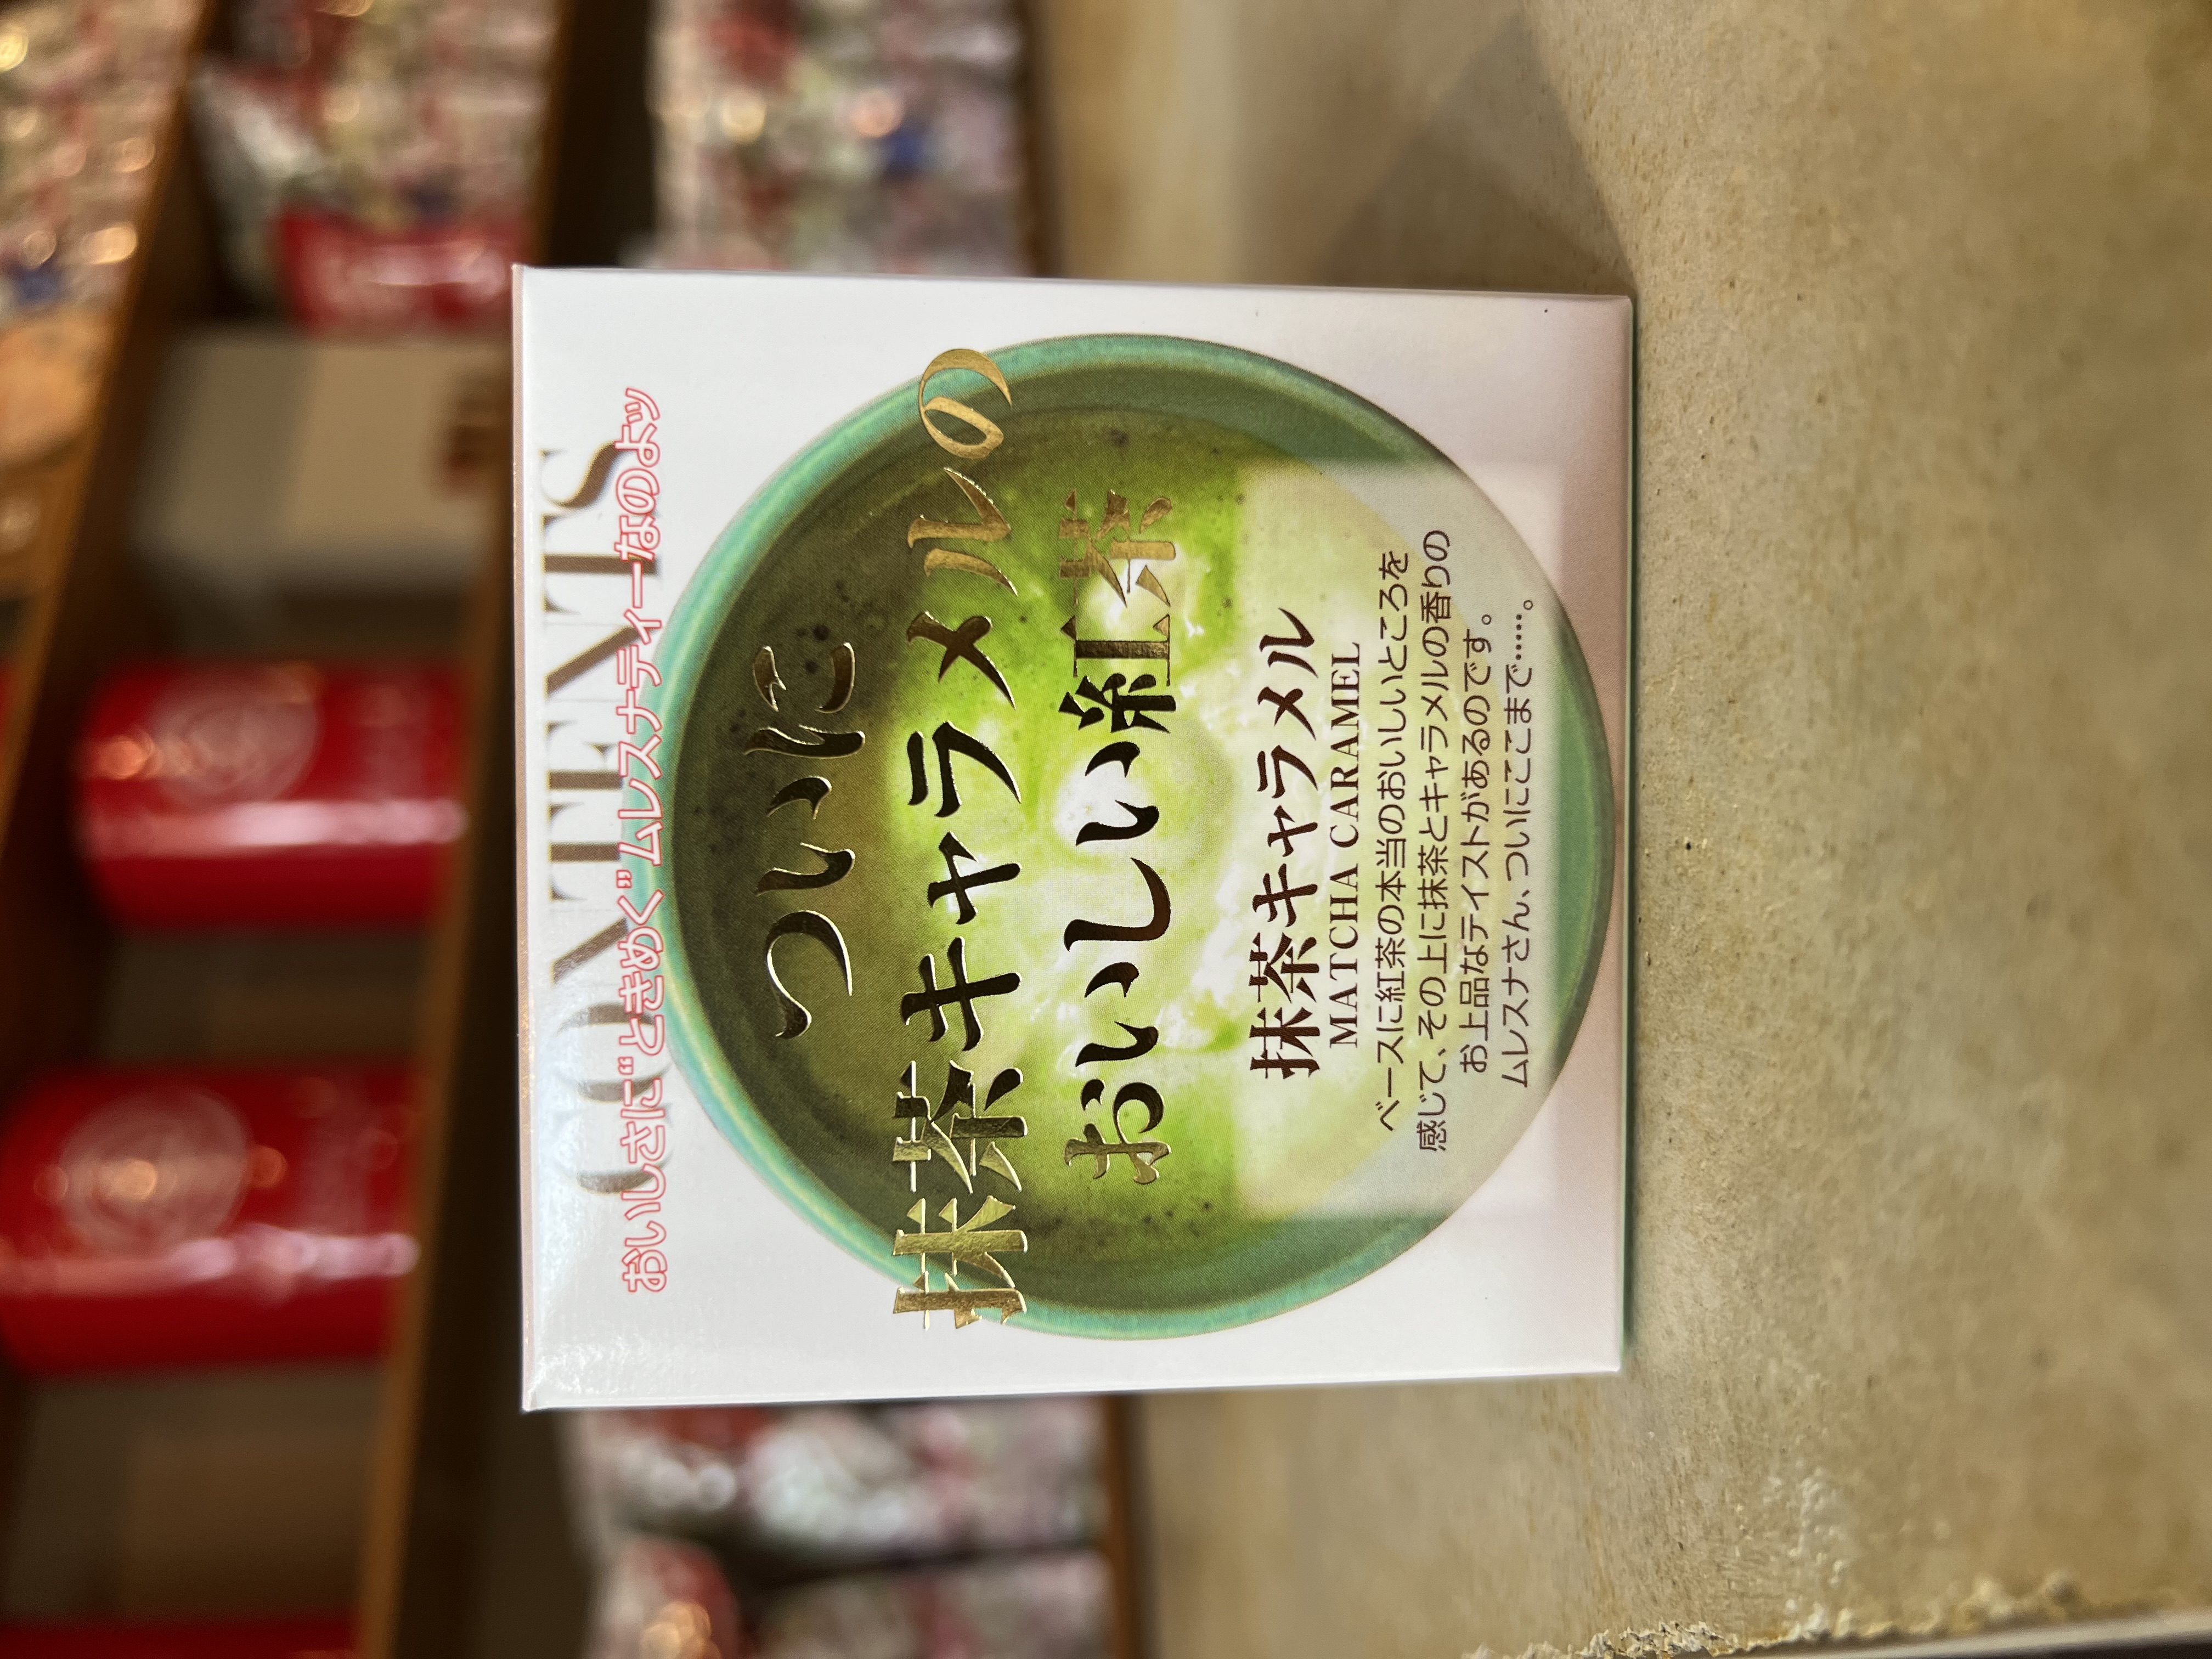 CONTENTS
おいしさに“ときめく”ムレスナティーなのよッ
ついに
抹茶キャラメルの
おいしい紅茶
抹茶キャラメル
MATCHA CARAMEL
ベースに紅茶の本当のおいしいところを
感じて、その上に抹茶とキャラメルの香りの
お上品なテイストがあるのです。
ムレスナさん、ついにここまで……。